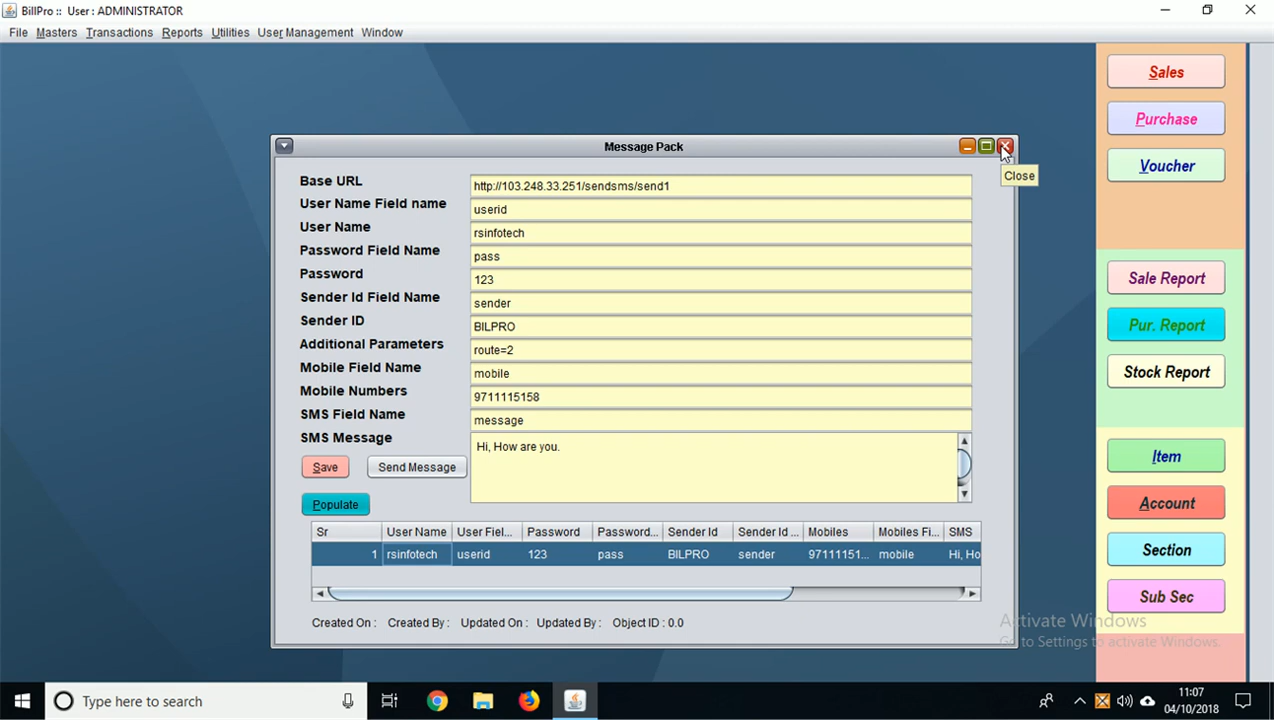 BillPro :: User : ADMINISTRATOR
File Masters Transactions Reports Utilities User Management Window
Sales
Purchase
Voucher
Sale Report
Pur. Report
Stock Report
Item
Account
Section
Sub Sec
Message Pack
Close
Base URL http://103.248.33.251/sendsms/send1
User Name Field name userid
User Name rsinfotech
Password Field Name pass
Password 123
Sender Id Field Name sender
Sender ID BILPRO
Additional Parameters route=2
Mobile Field Name mobile
Mobile Numbers 9711115158
SMS Field Name message
SMS Message Hi, How are you.
Save Send Message
Populate
Sr User Name User Fiel... Password Password... Sender Id Sender Id ... Mobiles Mobiles Fi... SMS
1 rsinfotech userid 123 pass BILPRO sender 97111151... mobile Hi, Ho
Created On : Created By : Updated On : Updated By : Object ID : 0.0
Activate Windows
Go to Settings to activate Windows.
Type here to search
11:07
04/10/2018